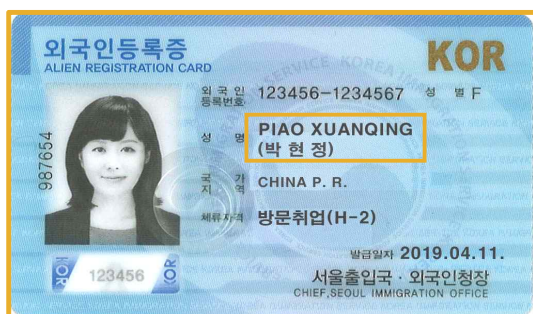 외국인등록증
KOR
ALIEN REGISTRATION CARD
외국인등록번호 123456-1234567 성별 F
성명 PIAO XUANQING
(박현정)
국가지역 CHINA P. R.
체류자격 방문취업(H-2)
발급일자 2019.04.11.
서울출입국·외국인청장
CHIEF, SEOUL IMMIGRATION OFFICE
987654
KOR 123456 KOR